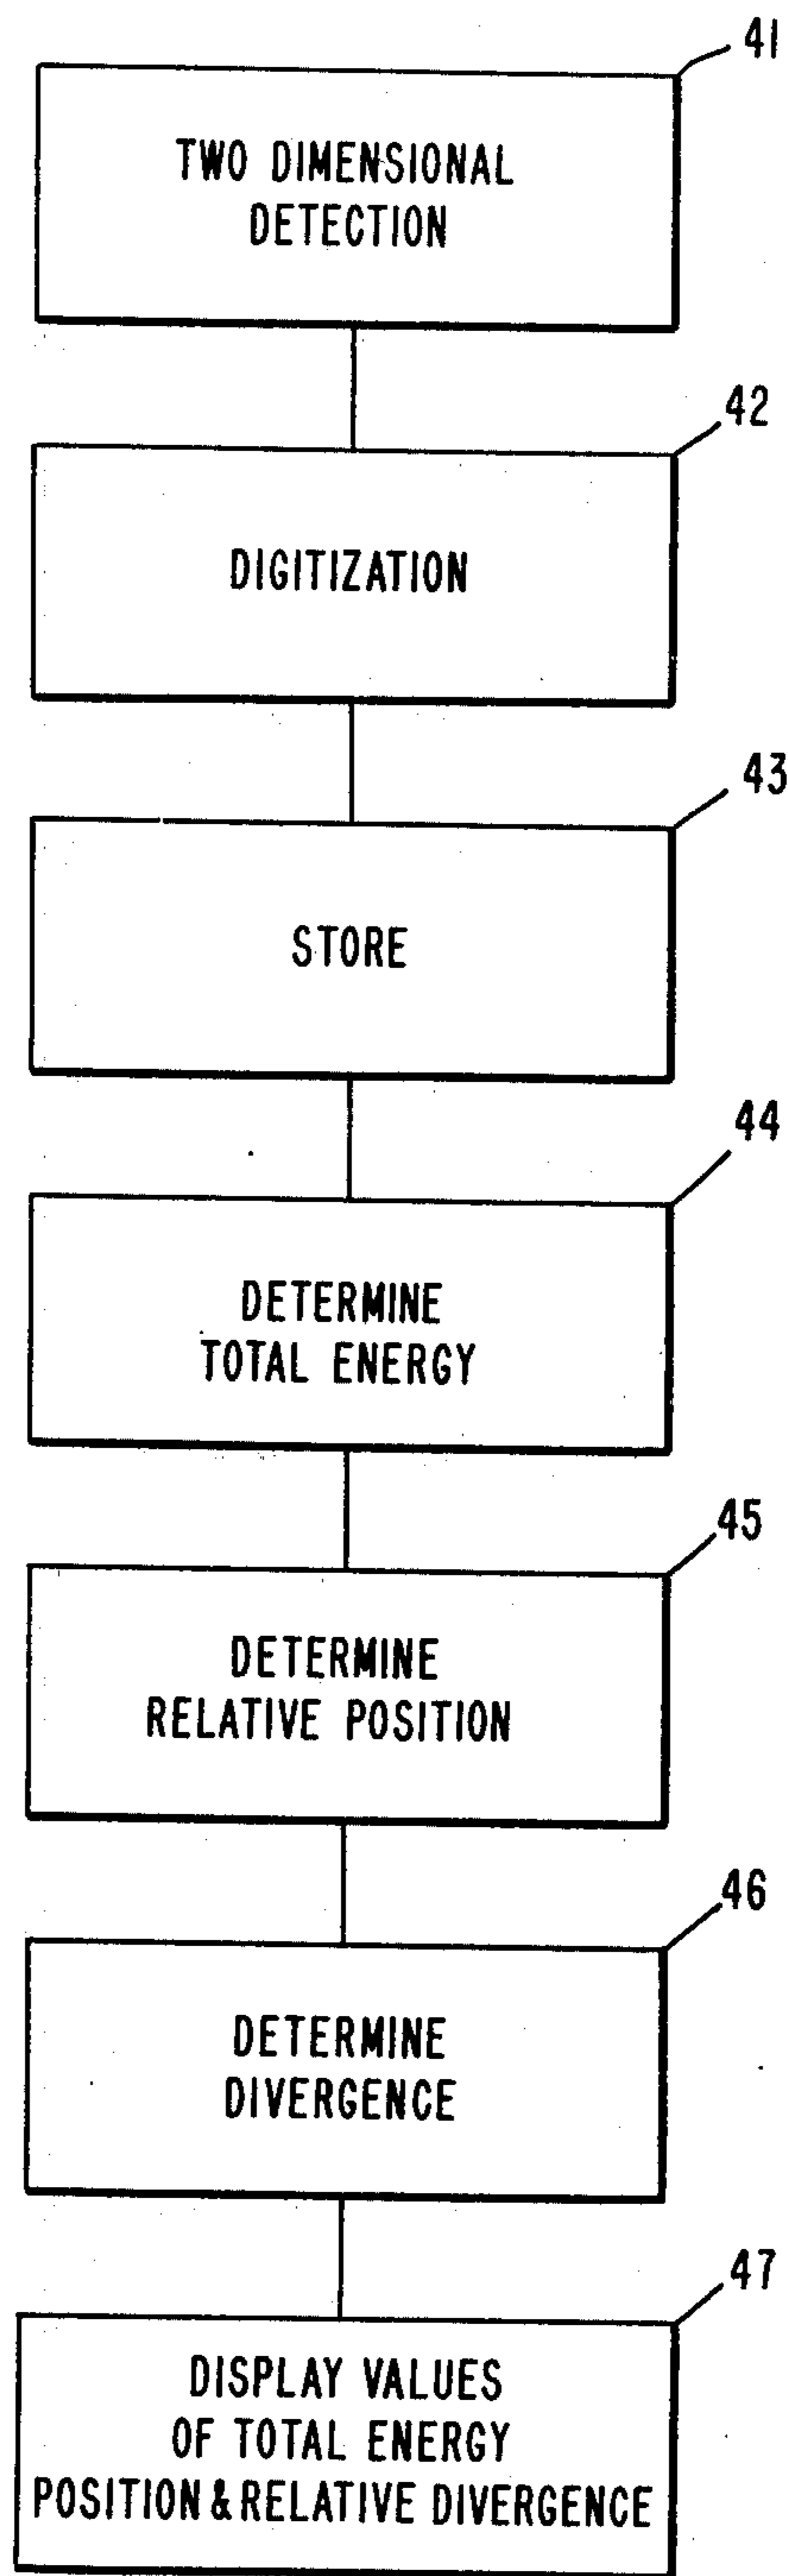 41
TWO DIMENSIONAL
DETECTION
42
DIGITIZATION
43
STORE
44
DETERMINE
TOTAL ENERGY
45
DETERMINE
RELATIVE POSITION
46
DETERMINE
DIVERGENCE
47
DISPLAY VALUES
OF TOTAL ENERGY
POSITION & RELATIVE DIVERGENCE